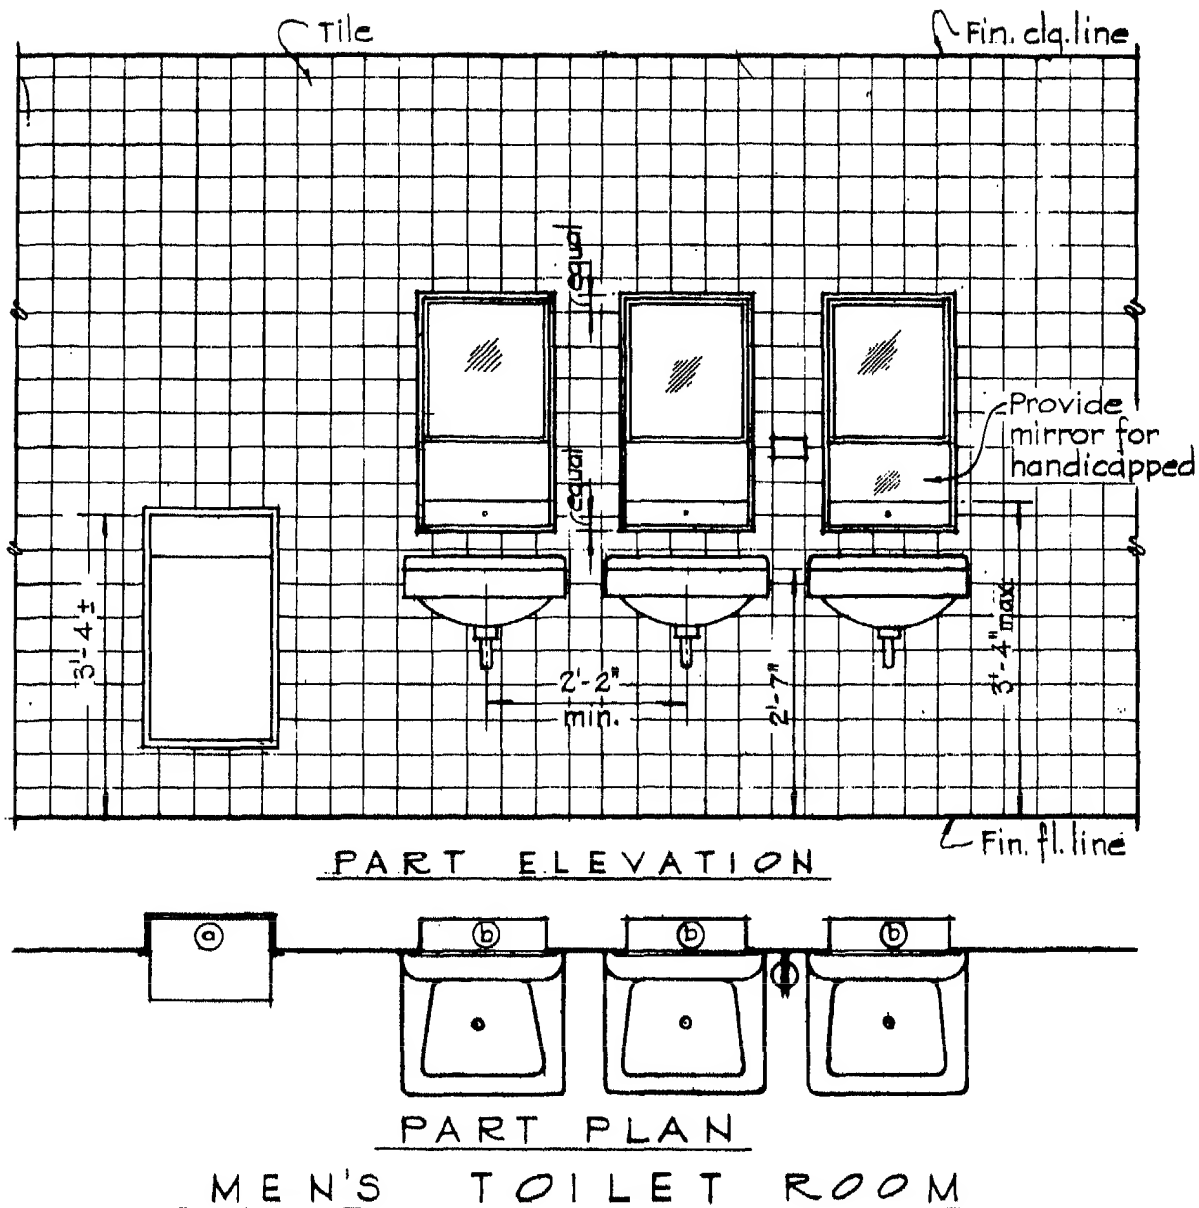 Tile
Fin. clg. line
equal
Provide
mirror for
handicapped
equal
3'-4"±
2'-2"
min.
2'-7"
3'-4" max.
Fin. fl. line
PART ELEVATION
a
b
b
b
PART PLAN
MEN'S TOILET ROOM